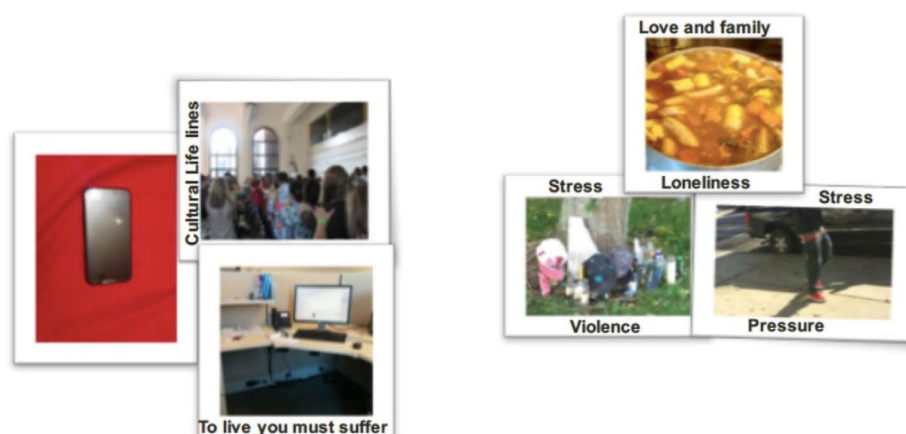 Cultural Life lines
To live you must suffer
Love and family
Loneliness
Stress
Violence
Stress
Pressure